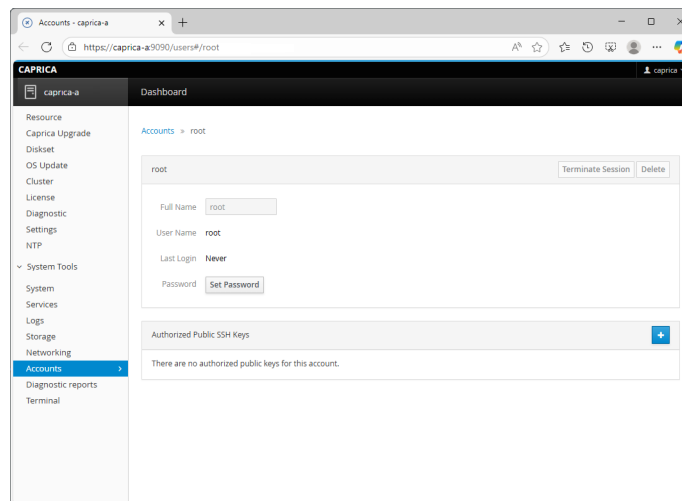 Accounts - caprica-a
https://caprica-a:9090/users#/root
CAPRICA
caprica
caprica-a
Dashboard
Resource
Caprica Upgrade
Diskset
OS Update
Cluster
License
Diagnostic
Settings
NTP
System Tools
System
Services
Logs
Storage
Networking
Accounts
Diagnostic reports
Terminal
Accounts » root
root
Terminate Session
Delete
Full Name root
User Name root
Last Login Never
Password Set Password
Authorized Public SSH Keys
There are no authorized public keys for this account.